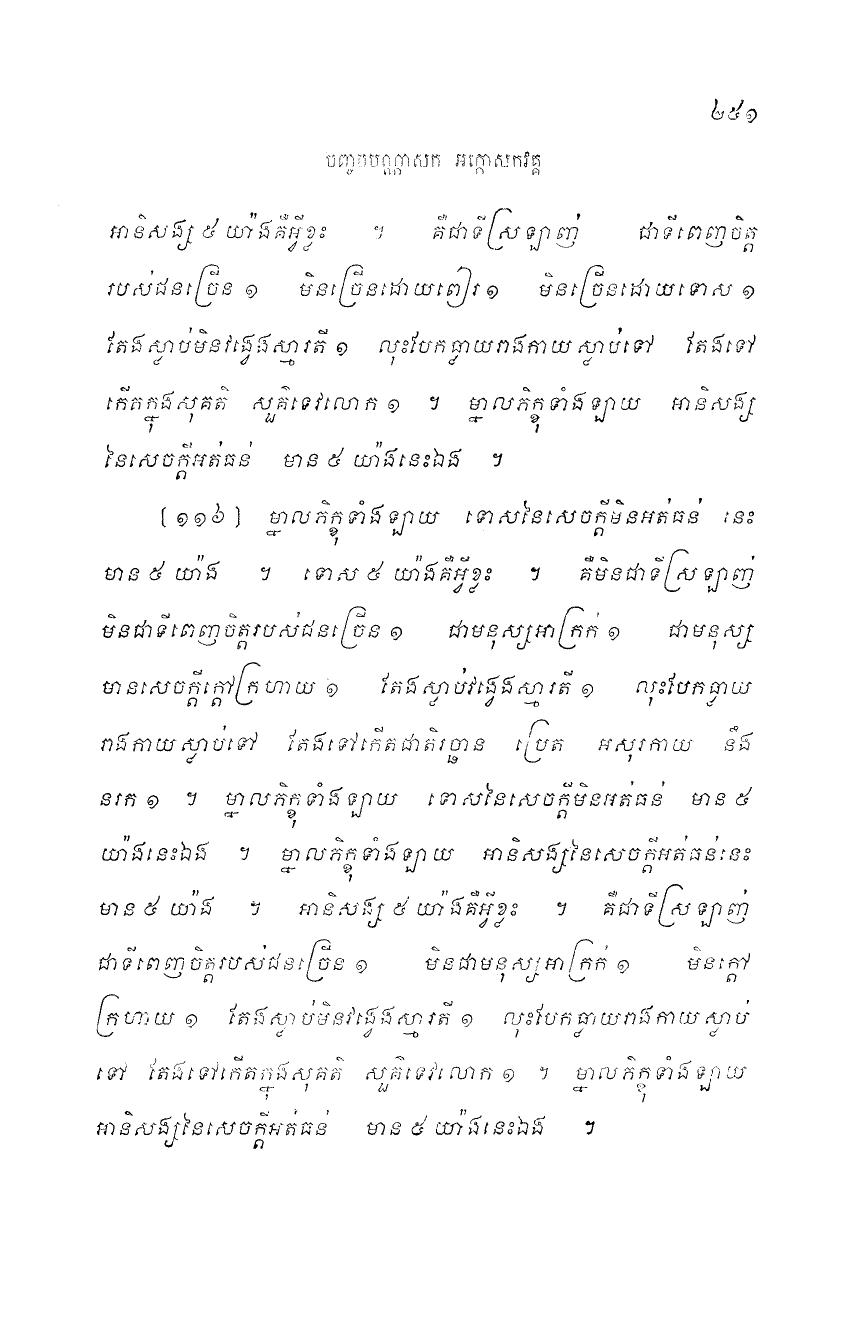 ២៥១
បញ្ចកបណ្ណាសក អក្កោសកវគ្គ
អានិសង្ស ៥ យ៉ាងគឺអ្វីខ្លះ ។ គឺជាទីស្រឡាញ់ ជាទីពេញចិត្ត
របស់ជនច្រើន ១ មិនច្រើនដោយពៀរ ១ មិនច្រើនដោយទោស ១
តែងស្លាប់មិនវង្វេងស្មារតី ១ លុះបែកធ្លាយរាងកាយស្លាប់ទៅ តែងទៅ
កើតក្នុងសុគតិ សួគ៌ទេវលោក ១ ។ ម្នាលភិក្ខុទាំងឡាយ អានិសង្ស
នៃសេចក្តីអត់ធន់ មាន ៥ យ៉ាងនេះឯង ។
(១១៦) ម្នាលភិក្ខុទាំងឡាយ ទោសនៃសេចក្តីមិនអត់ធន់ នេះ
មាន ៥ យ៉ាង ។ ទោស ៥ យ៉ាងគឺអ្វីខ្លះ ។ គឺមិនជាទីស្រឡាញ់
មិនជាទីពេញចិត្តរបស់ជនច្រើន ១ ជាមនុស្សអាក្រក់ ១ ជាមនុស្ស
មានសេចក្តីក្តៅក្រហាយ ១ តែងស្លាប់វង្វេងស្មារតី ១ លុះបែកធ្លាយ
រាងកាយស្លាប់ទៅ តែងទៅកើតជាតិរច្ឆាន ប្រេត អសុរកាយ នឹង
នរក ១ ។ ម្នាលភិក្ខុទាំងឡាយ ទោសនៃសេចក្តីមិនអត់ធន់ មាន ៥
យ៉ាងនេះឯង ។ ម្នាលភិក្ខុទាំងឡាយ អានិសង្សនៃសេចក្តីអត់ធន់នេះ
មាន ៥ យ៉ាង ។ អានិសង្ស ៥ យ៉ាងគឺអ្វីខ្លះ ។ គឺជាទីស្រឡាញ់
ជាទីពេញចិត្តរបស់ជនច្រើន ១ មិនជាមនុស្សអាក្រក់ ១ មិនក្តៅ
ក្រហាយ ១ តែងស្លាប់មិនវង្វេងស្មារតី ១ លុះបែកធ្លាយរាងកាយស្លាប់
ទៅ តែងទៅកើតក្នុងសុគតិ សួគ៌ទេវលោក ១ ។ ម្នាលភិក្ខុទាំងឡាយ
អានិសង្សនៃសេចក្តីអត់ធន់ មាន ៥ យ៉ាងនេះឯង ។